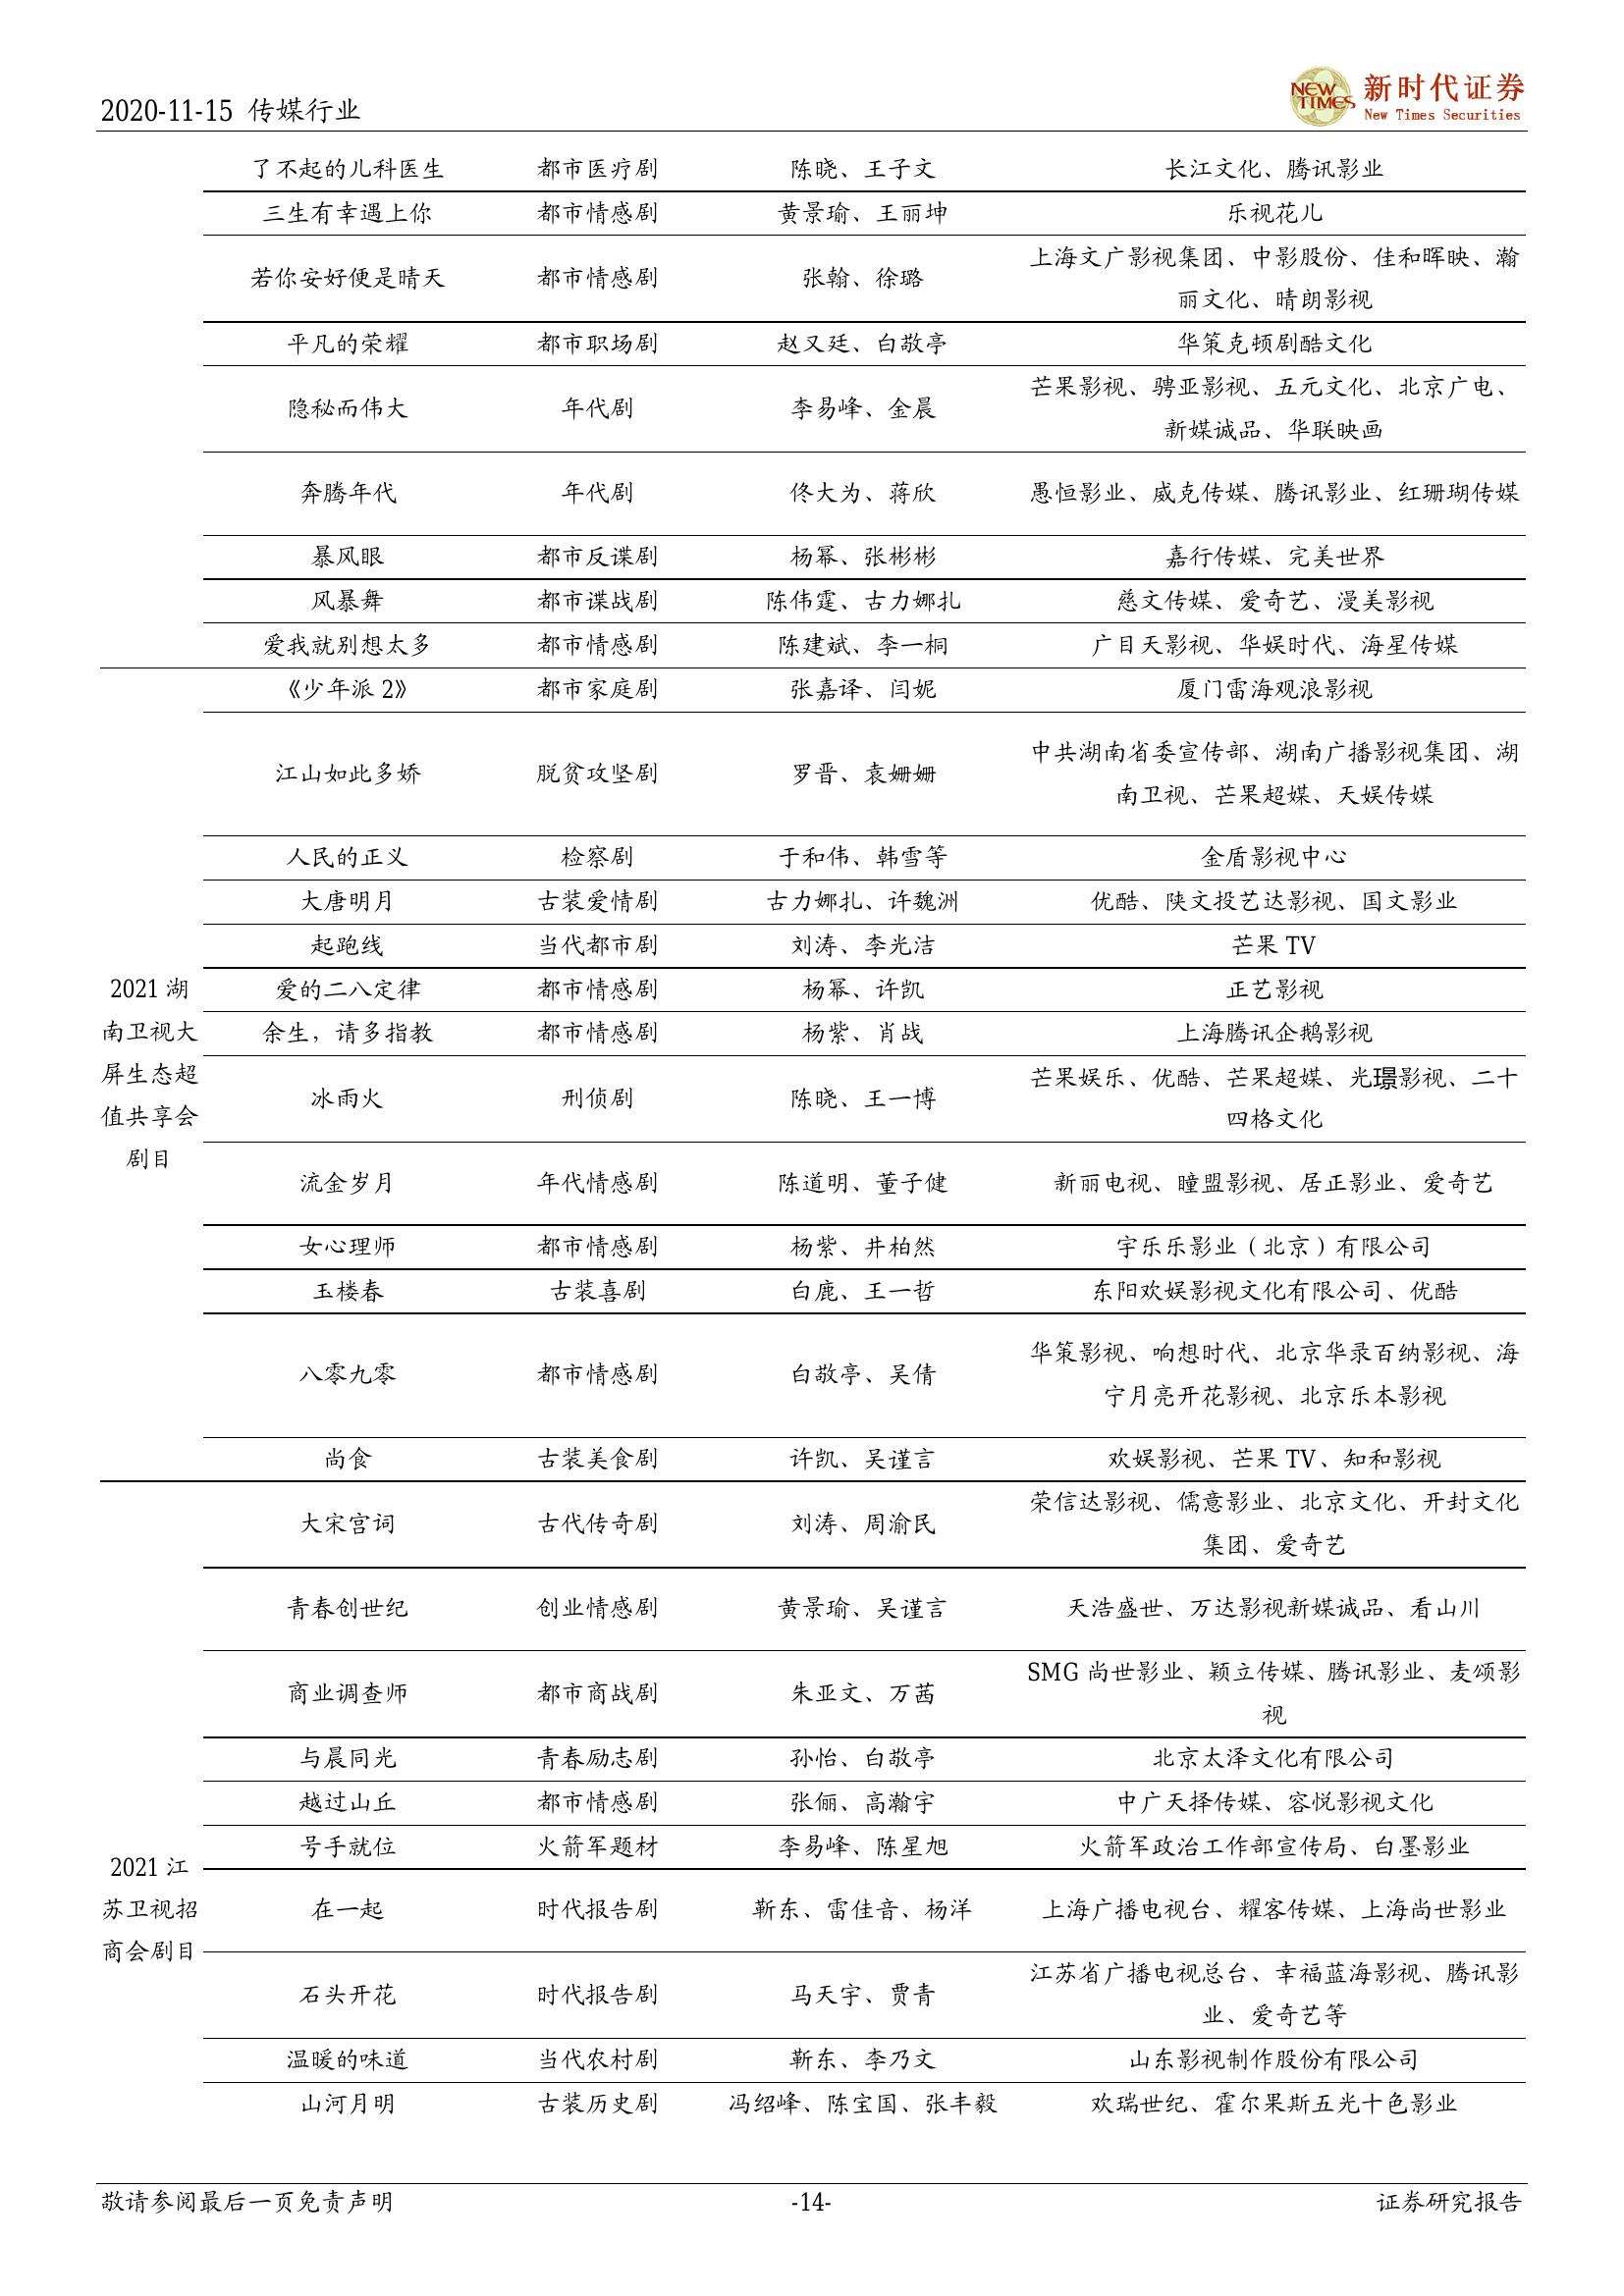 2020-11-15 传媒行业
NEW TIMES
新时代证券
New Times Securities
了不起的儿科医生 都市医疗剧 陈晓、王子文 长江文化、腾讯影业
三生有幸遇上你 都市情感剧 黄景瑜、王丽坤 乐视花儿
若你安好便是晴天 都市情感剧 张翰、徐璐 上海文广影视集团、中影股份、佳和晖映、瀚
丽文化、晴朗影视
平凡的荣耀 都市职场剧 赵又廷、白敬亭 华策克顿剧酷文化
隐秘而伟大 年代剧 李易峰、金晨 芒果影视、骋亚影视、五元文化、北京广电、
新媒诚品、华联映画
奔腾年代 年代剧 佟大为、蒋欣 愚恒影业、威克传媒、腾讯影业、红珊瑚传媒
暴风眼 都市反谍剧 杨幂、张彬彬 嘉行传媒、完美世界
风暴舞 都市谍战剧 陈伟霆、古力娜扎 慈文传媒、爱奇艺、漫美影视
爱我就别想太多 都市情感剧 陈建斌、李一桐 广目天影视、华娱时代、海星传媒
2021 湖
南卫视大
屏生态超
值共享会
剧目
《少年派 2》 都市家庭剧 张嘉译、闫妮 厦门雷海观浪影视
江山如此多娇 脱贫攻坚剧 罗晋、袁姗姗 中共湖南省委宣传部、湖南广播影视集团、湖
南卫视、芒果超媒、天娱传媒
人民的正义 检察剧 于和伟、韩雪等 金盾影视中心
大唐明月 古装爱情剧 古力娜扎、许魏洲 优酷、陕文投艺达影视、国文影业
起跑线 当代都市剧 刘涛、李光洁 芒果 TV
爱的二八定律 都市情感剧 杨幂、许凯 正艺影视
余生，请多指教 都市情感剧 杨紫、肖战 上海腾讯企鹅影视
冰雨火 刑侦剧 陈晓、王一博 芒果娱乐、优酷、芒果超媒、光璟影视、二十
四格文化
流金岁月 年代情感剧 陈道明、董子健 新丽电视、瞳盟影视、居正影业、爱奇艺
女心理师 都市情感剧 杨紫、井柏然 宇乐乐影业（北京）有限公司
玉楼春 古装喜剧 白鹿、王一哲 东阳欢娱影视文化有限公司、优酷
八零九零 都市情感剧 白敬亭、吴倩 华策影视、响想时代、北京华录百纳影视、海
宁月亮开花影视、北京乐本影视
尚食 古装美食剧 许凯、吴谨言 欢娱影视、芒果 TV、知和影视
2021 江
苏卫视招
商会剧目
大宋宫词 古代传奇剧 刘涛、周渝民 荣信达影视、儒意影业、北京文化、开封文化
集团、爱奇艺
青春创世纪 创业情感剧 黄景瑜、吴谨言 天浩盛世、万达影视新媒诚品、看山川
商业调查师 都市商战剧 朱亚文、万茜 SMG 尚世影业、颖立传媒、腾讯影业、麦颂影
视
与晨同光 青春励志剧 孙怡、白敬亭 北京太泽文化有限公司
越过山丘 都市情感剧 张俪、高瀚宇 中广天择传媒、容悦影视文化
号手就位 火箭军题材 李易峰、陈星旭 火箭军政治工作部宣传局、白墨影业
在一起 时代报告剧 靳东、雷佳音、杨洋 上海广播电视台、耀客传媒、上海尚世影业
石头开花 时代报告剧 马天宇、贾青 江苏省广播电视总台、幸福蓝海影视、腾讯影
业、爱奇艺等
温暖的味道 当代农村剧 靳东、李乃文 山东影视制作股份有限公司
山河月明 古装历史剧 冯绍峰、陈宝国、张丰毅 欢瑞世纪、霍尔果斯五光十色影业
敬请参阅最后一页免责声明 -14- 证券研究报告